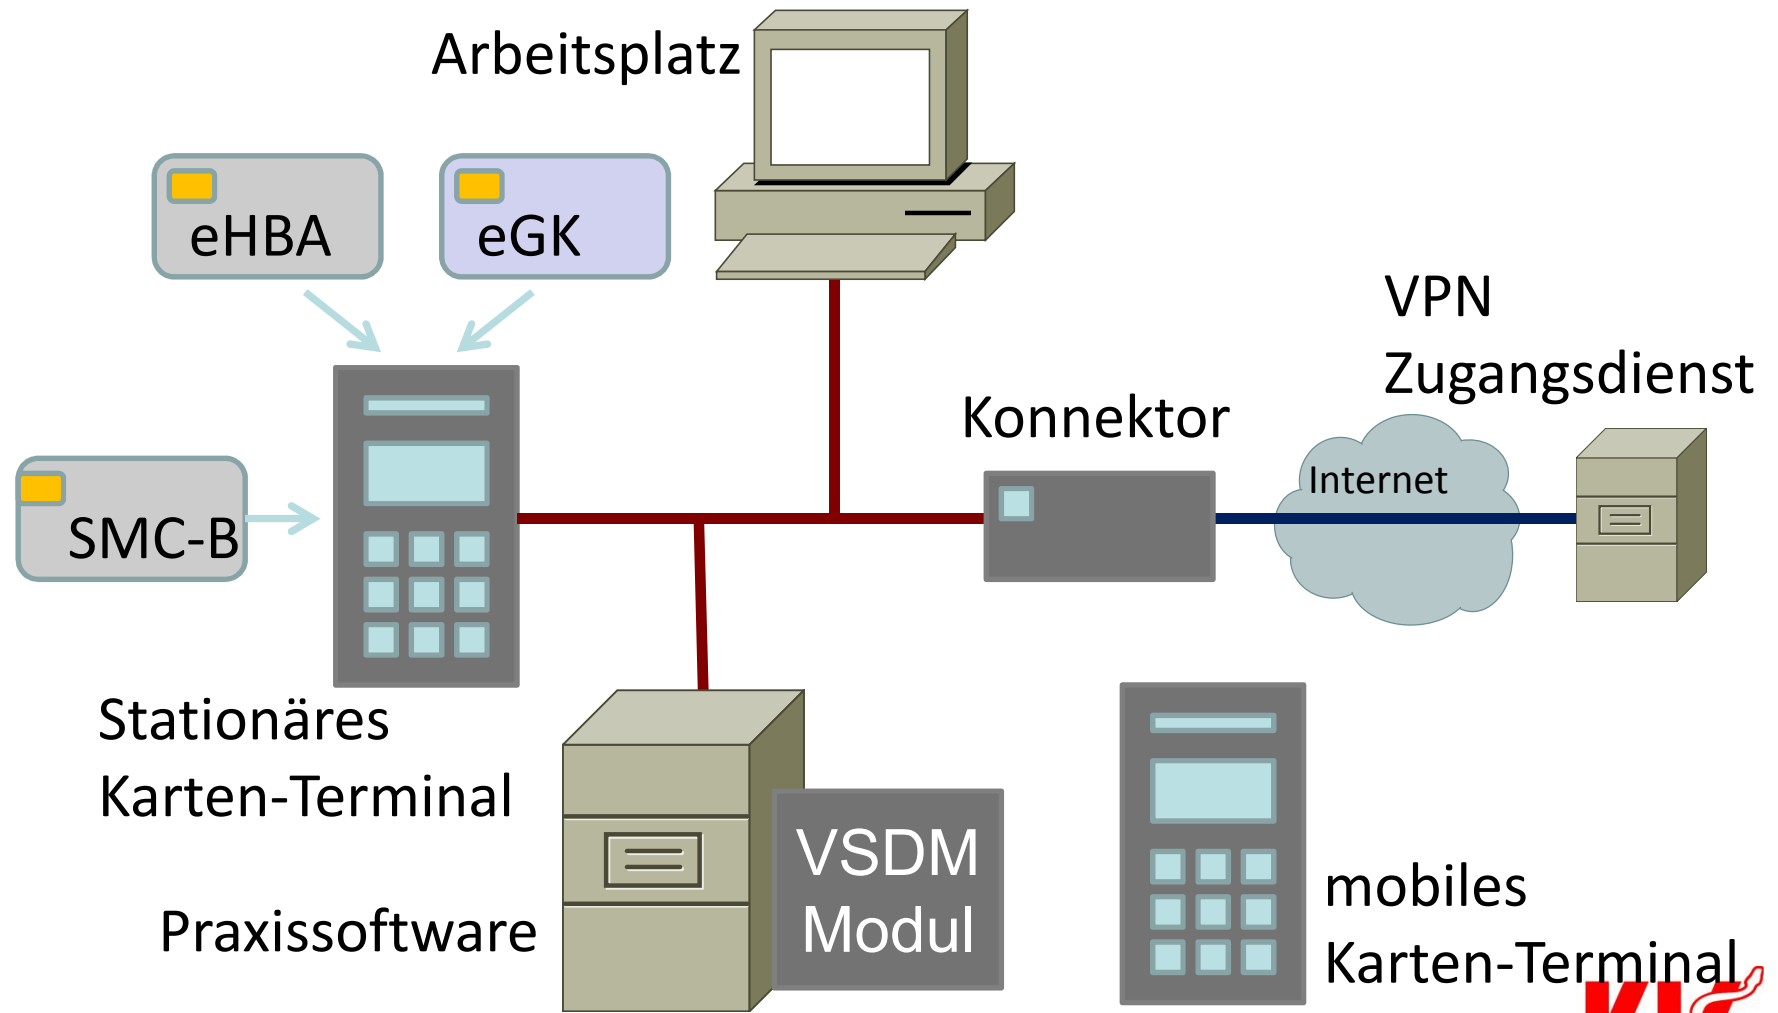 Arbeitsplatz
eHBA
eGK
VPN
Zugangsdienst
Konnektor
Internet
SMC-B
Stationäres
Karten-Terminal
VSDM
Modul
Praxissoftware
mobiles
Karten-Terminal